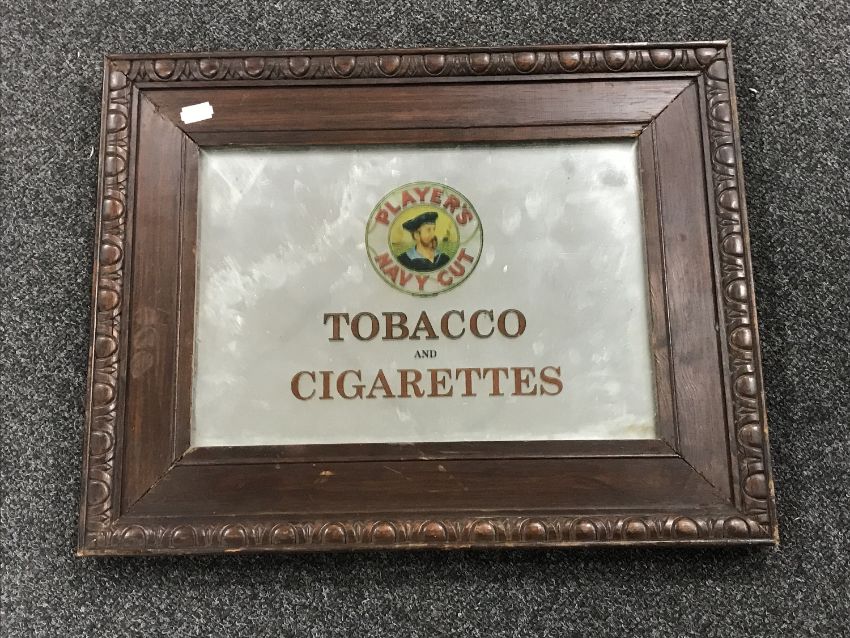 PLAYER'S
NAVY CUT
TOBACCO
AND
CIGARETTES